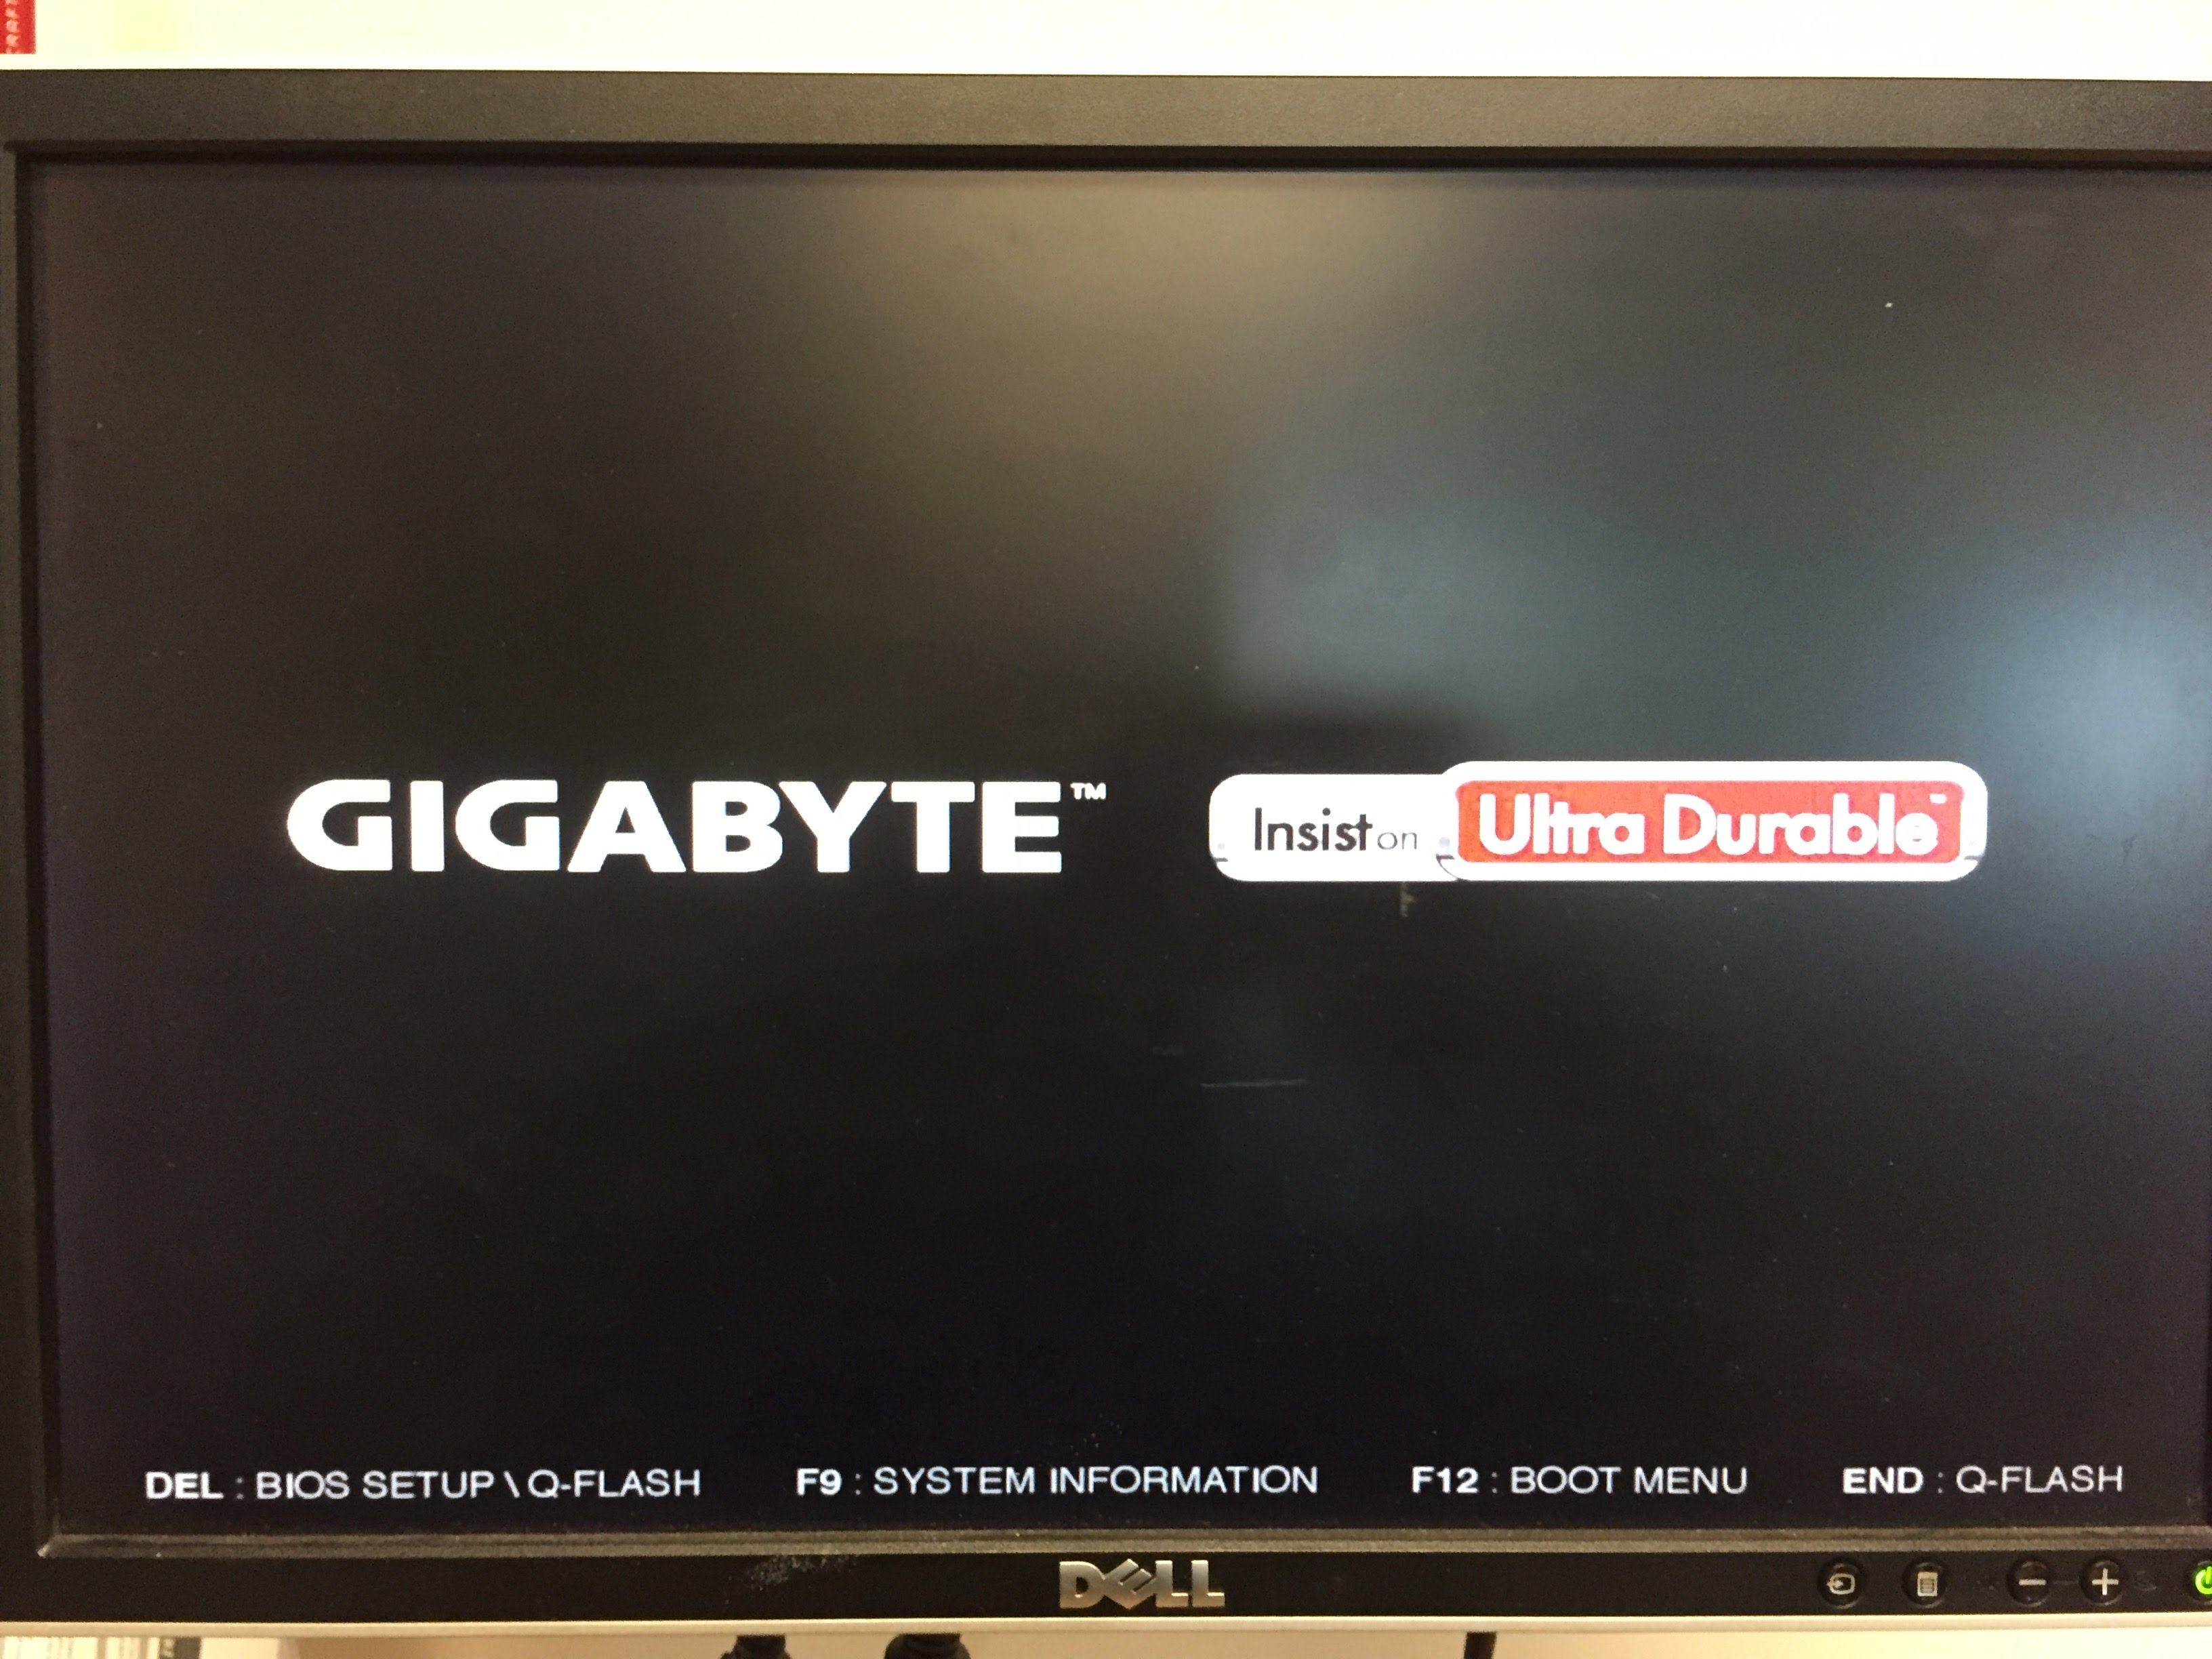 GIGABYTE™
Insist on Ultra Durable™
DEL : BIOS SETUP \ Q-FLASH F9 : SYSTEM INFORMATION F12 : BOOT MENU END : Q-FLASH
DELL